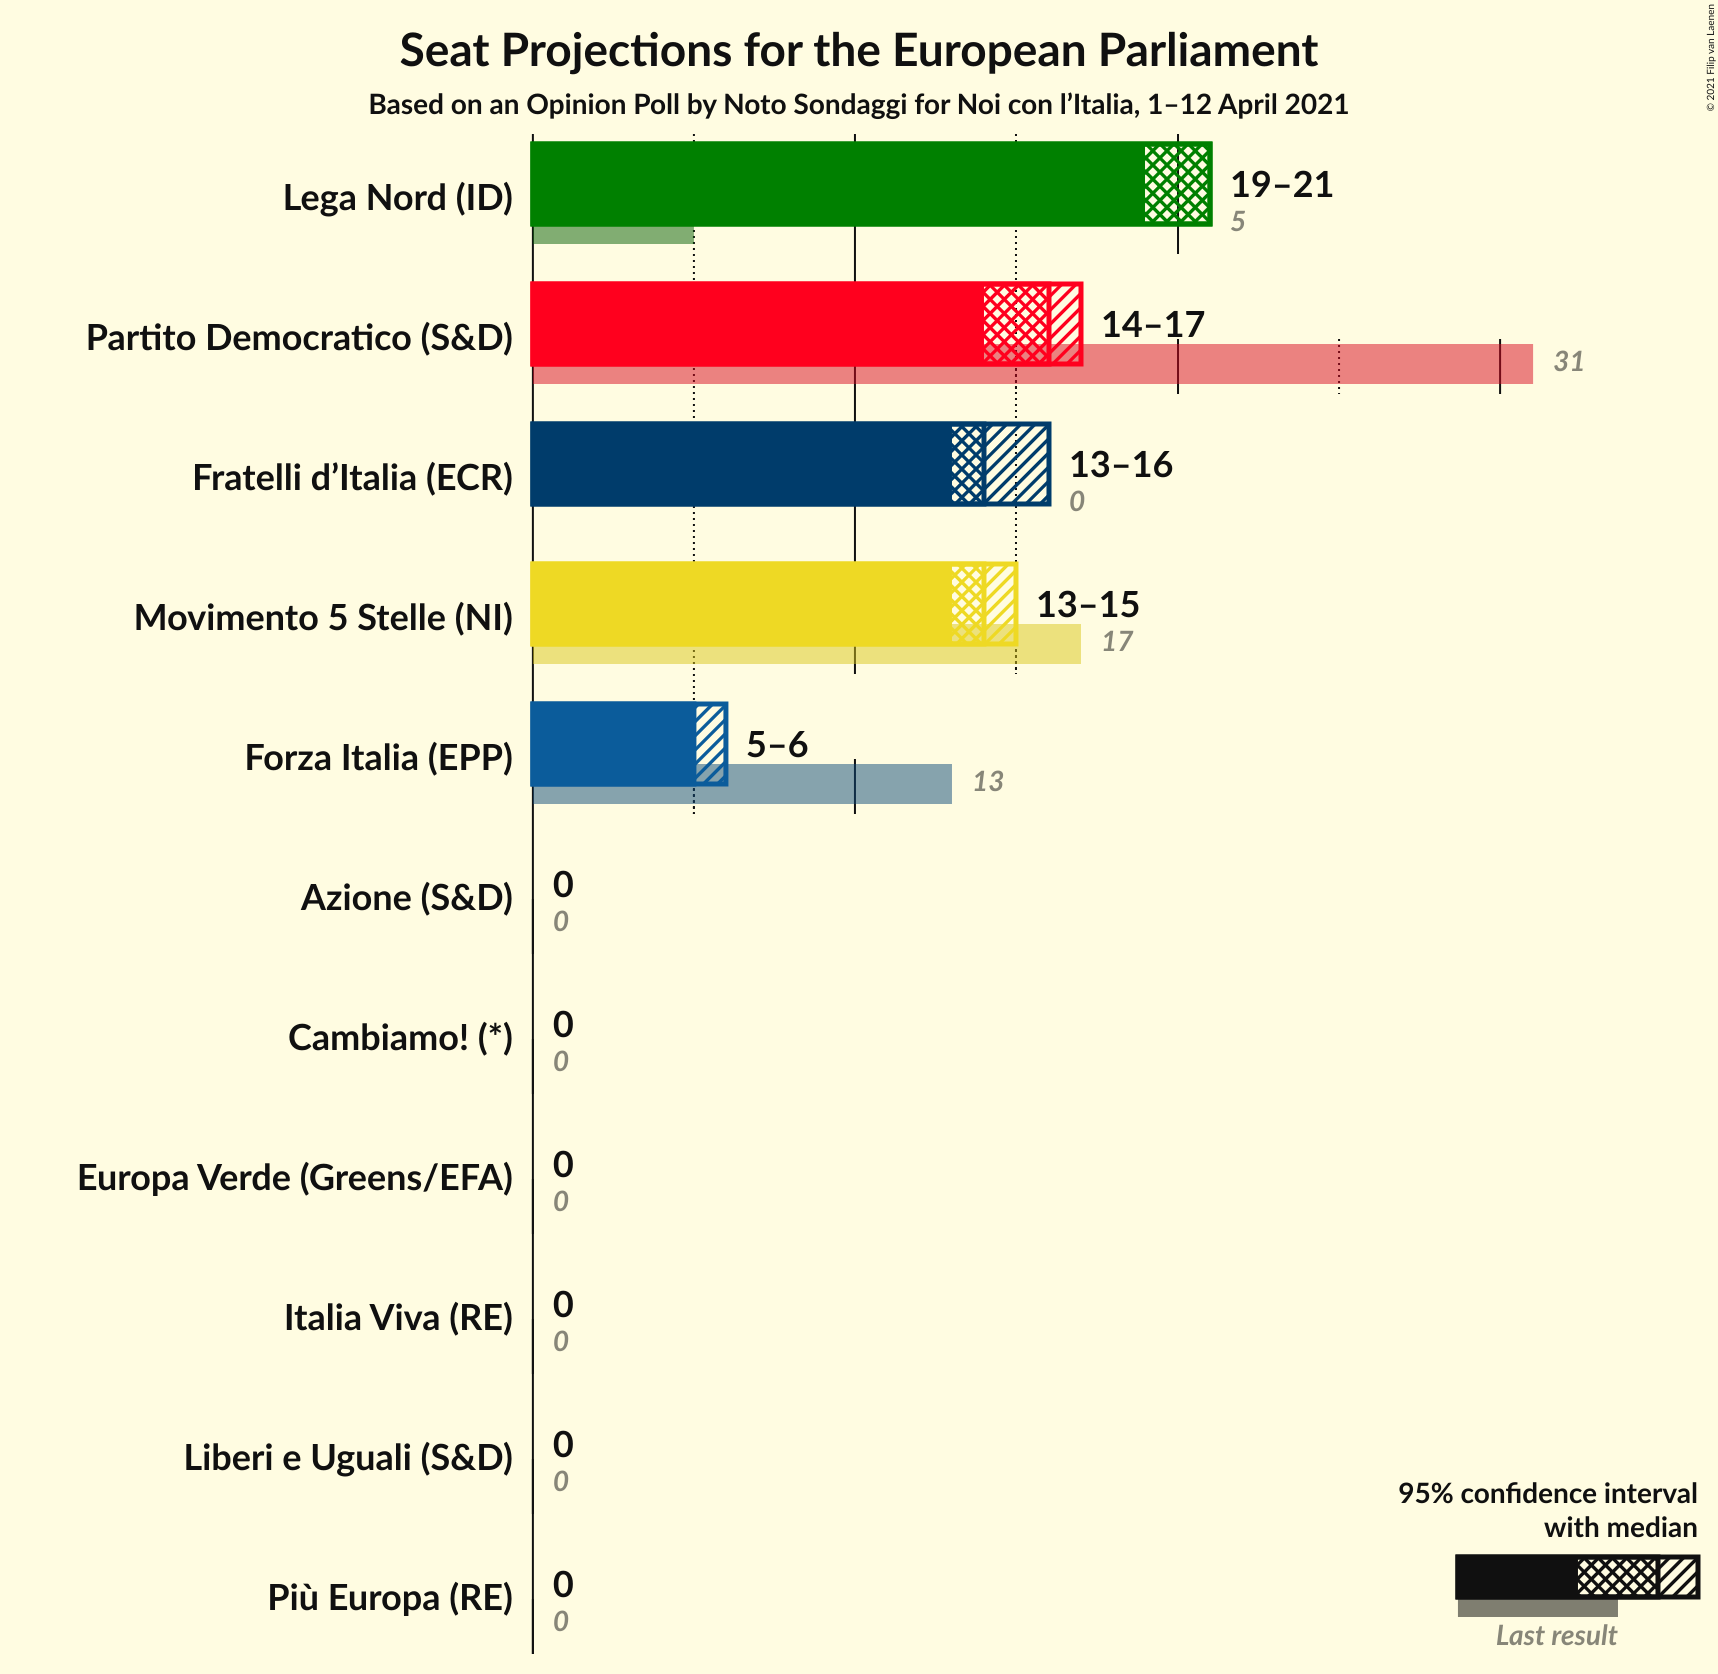 Seat Projections for the European Parliament
Based on an Opinion Poll by Noto Sondaggi for Noi con l’Italia, 1–12 April 2021
© 2021 Filip van Laenen
Lega Nord (ID)
19–21
5
Partito Democratico (S&D)
14–17
31
Fratelli d’Italia (ECR)
13–16
0
Movimento 5 Stelle (NI)
13–15
17
Forza Italia (EPP)
5–6
13
Azione (S&D)
0
0
Cambiamo! (*)
0
0
Europa Verde (Greens/EFA)
0
0
Italia Viva (RE)
0
0
Liberi e Uguali (S&D)
0
0
Più Europa (RE)
0
0
95% confidence interval
with median
Last result